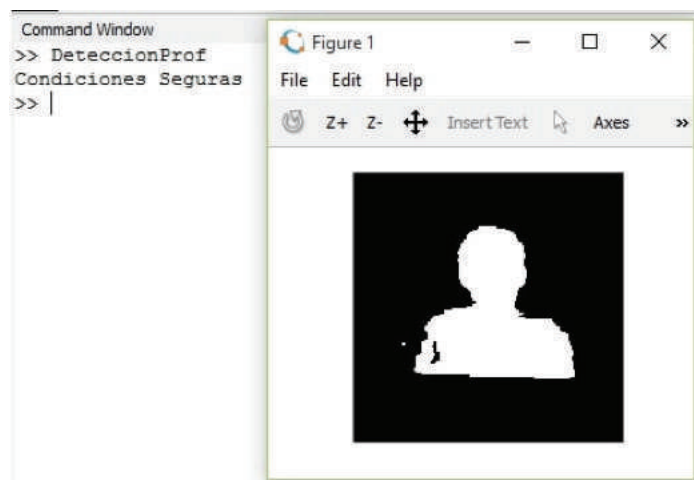 Command Window
>> DeteccionProf
Condiciones Seguras
>>
Figure 1
File Edit Help
Z+ Z- Insert Text Axes »